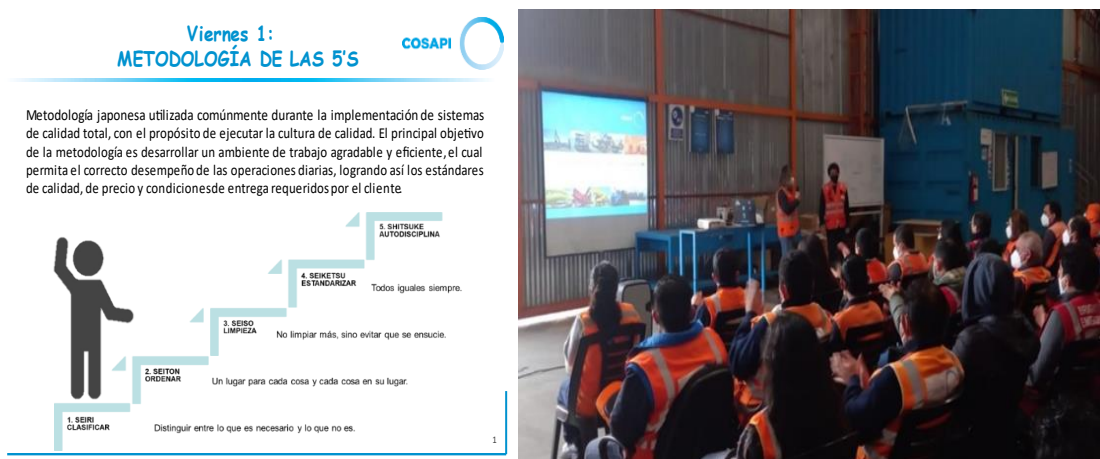 Viernes 1:
METODOLOGÍA DE LAS 5'S
COSAPI
Metodología japonesa utilizada comúnmente durante la implementación de sistemas
de calidad total, con el propósito de ejecutar la cultura de calidad. El principal objetivo
de la metodología es desarrollar un ambiente de trabajo agradable y eficiente, el cual
permita el correcto desempeño de las operaciones diarias, logrando así los estándares
de calidad, de precio y condicionesde entrega requeridos por el cliente.
5. SHITSUKE
AUTODISCIPLINA
4. SEIKETSU
ESTANDARIZAR
Todos iguales siempre.
3. SEISO
LIMPIEZA
No limpiar más, sino evitar que se ensucie.
2. SEITON
ORDENAR
Un lugar para cada cosa y cada cosa en su lugar.
1. SEIRI
CLASIFICAR
Distinguir entre lo que es necesario y lo que no es.
1